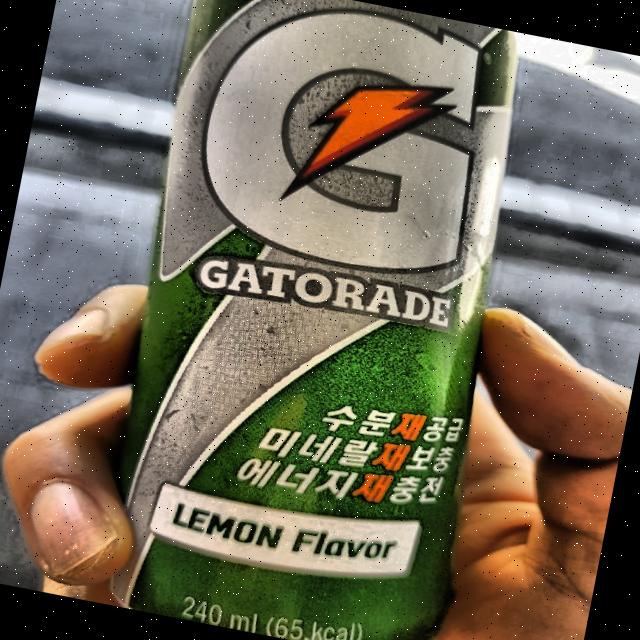 G
GATORADE
수분재공급
미네랄재보충
에너지재충전
LEMON Flavor
240 ml (65 kcal)